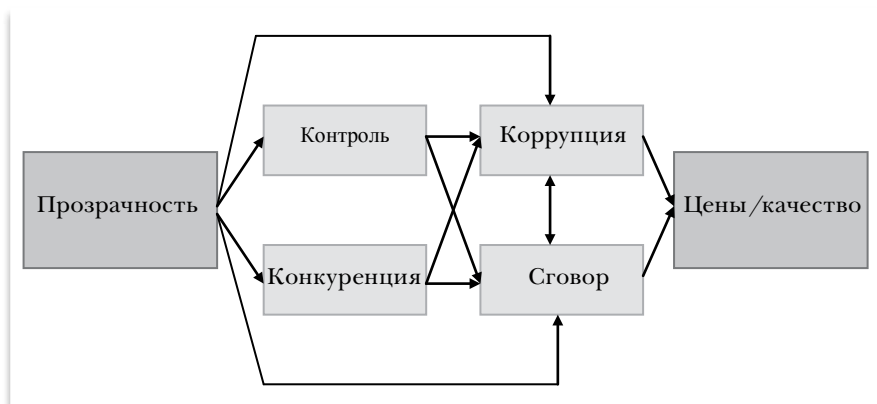 Прозрачность
Контроль
Конкуренция
Коррупция
Сговор
Цены/качество